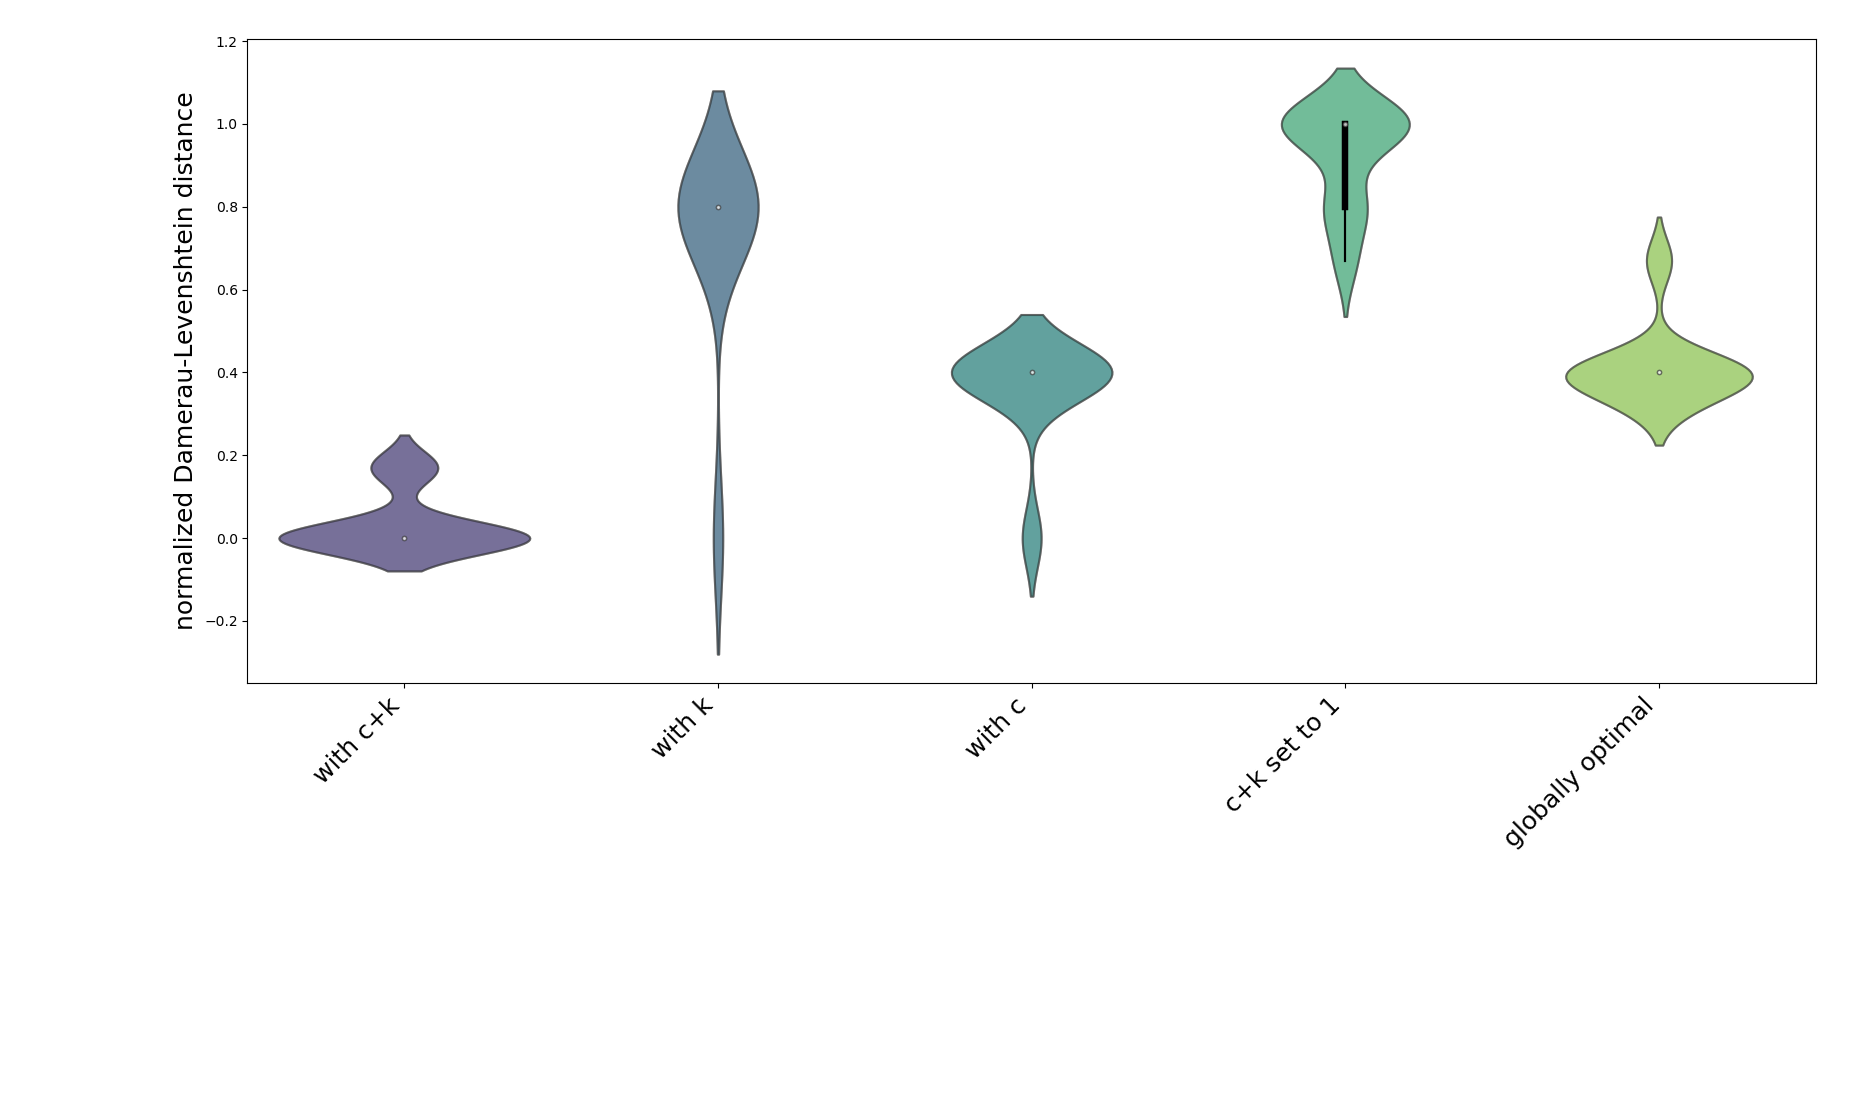 normalized Damerau-Levenshtein distance
1.2
1.0
0.8
0.6
0.4
0.2
0.0
−0.2
with c+k
with k
with c
c+k set to 1
globally optimal